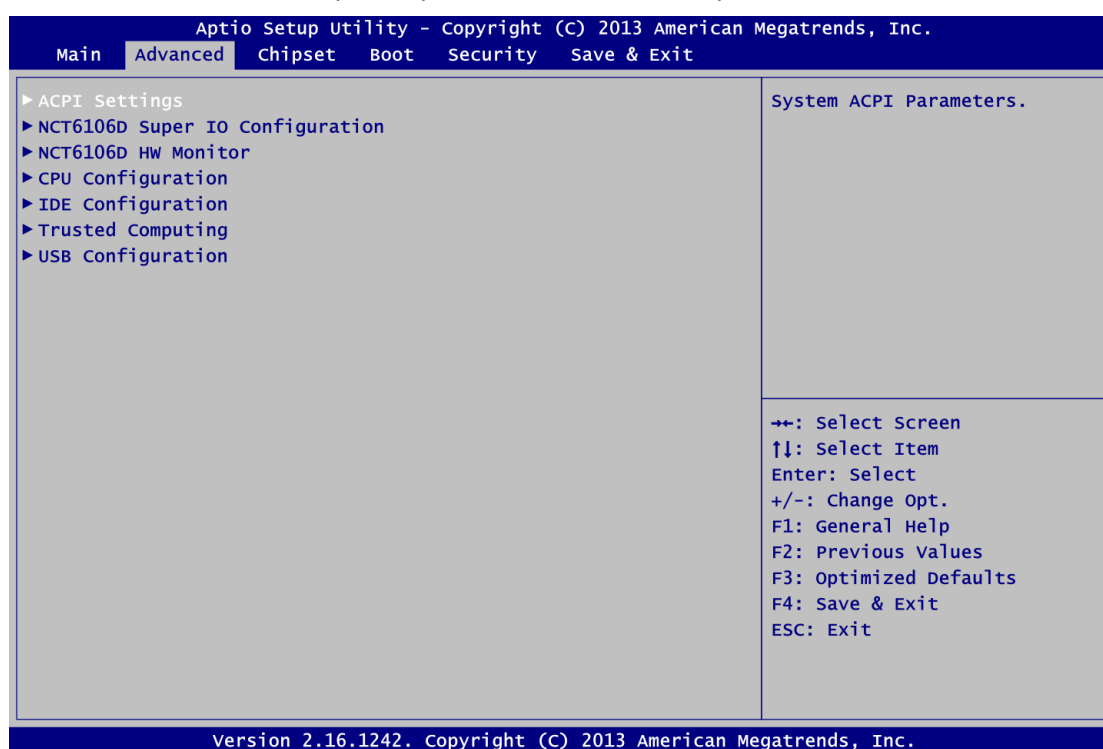 Aptio Setup Utility – Copyright (C) 2013 American Megatrends, Inc.
Main Advanced Chipset Boot Security Save & Exit
►ACPI Settings
►NCT6106D Super IO Configuration
►NCT6106D HW Monitor
►CPU Configuration
►IDE Configuration
►Trusted Computing
►USB Configuration
System ACPI Parameters.
→←: Select Screen
↑↓: Select Item
Enter: Select
+/-: Change Opt.
F1: General Help
F2: Previous Values
F3: Optimized Defaults
F4: Save & Exit
ESC: Exit
Version 2.16.1242. Copyright (C) 2013 American Megatrends, Inc.